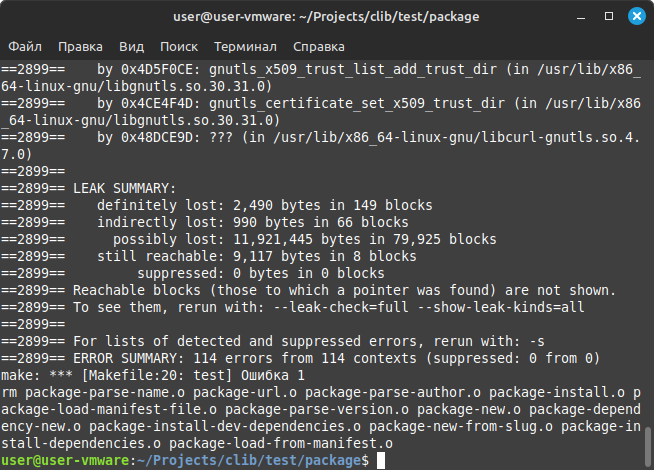 user@user-vmware: ~/Projects/clib/test/package
Файл Правка Вид Поиск Терминал Справка
==2899==    by 0x4D5F0CE: gnutls_x509_trust_list_add_trust_dir (in /usr/lib/x86_
64-linux-gnu/libgnutls.so.30.31.0)
==2899==    by 0x4CE4F4D: gnutls_certificate_set_x509_trust_dir (in /usr/lib/x86
_64-linux-gnu/libgnutls.so.30.31.0)
==2899==    by 0x48DCE9D: ??? (in /usr/lib/x86_64-linux-gnu/libcurl-gnutls.so.4.
7.0)
==2899==
==2899== LEAK SUMMARY:
==2899==    definitely lost: 2,490 bytes in 149 blocks
==2899==    indirectly lost: 990 bytes in 66 blocks
==2899==      possibly lost: 11,921,445 bytes in 79,925 blocks
==2899==    still reachable: 9,117 bytes in 8 blocks
==2899==         suppressed: 0 bytes in 0 blocks
==2899== Reachable blocks (those to which a pointer was found) are not shown.
==2899== To see them, rerun with: --leak-check=full --show-leak-kinds=all
==2899==
==2899== For lists of detected and suppressed errors, rerun with: -s
==2899== ERROR SUMMARY: 114 errors from 114 contexts (suppressed: 0 from 0)
make: *** [Makefile:20: test] Ошибка 1
rm package-parse-name.o package-url.o package-parse-author.o package-install.o p
ackage-load-manifest-file.o package-parse-version.o package-new.o package-depend
ency-new.o package-install-dev-dependencies.o package-new-from-slug.o package-in
stall-dependencies.o package-load-from-manifest.o
user@user-vmware:~/Projects/clib/test/package$